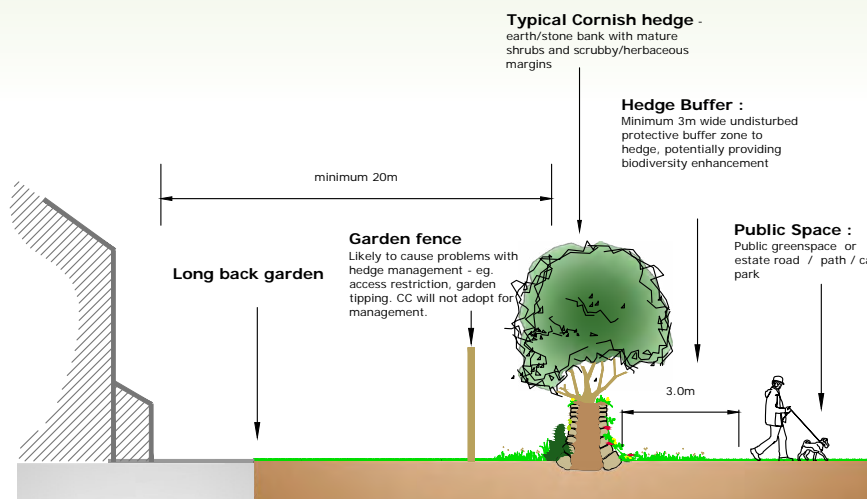 Typical Cornish hedge -
earth/stone bank with mature
shrubs and scrubby/herbaceous
margins
Hedge Buffer :
Minimum 3m wide undisturbed
protective buffer zone to
hedge, potentially providing
biodiversity enhancement
minimum 20m
Garden fence
Likely to cause problems with
hedge management - eg.
access restriction, garden
tipping. CC will not adopt for
management.
Long back garden
Public Space :
Public greenspace or
estate road / path / ca
park
3.0m